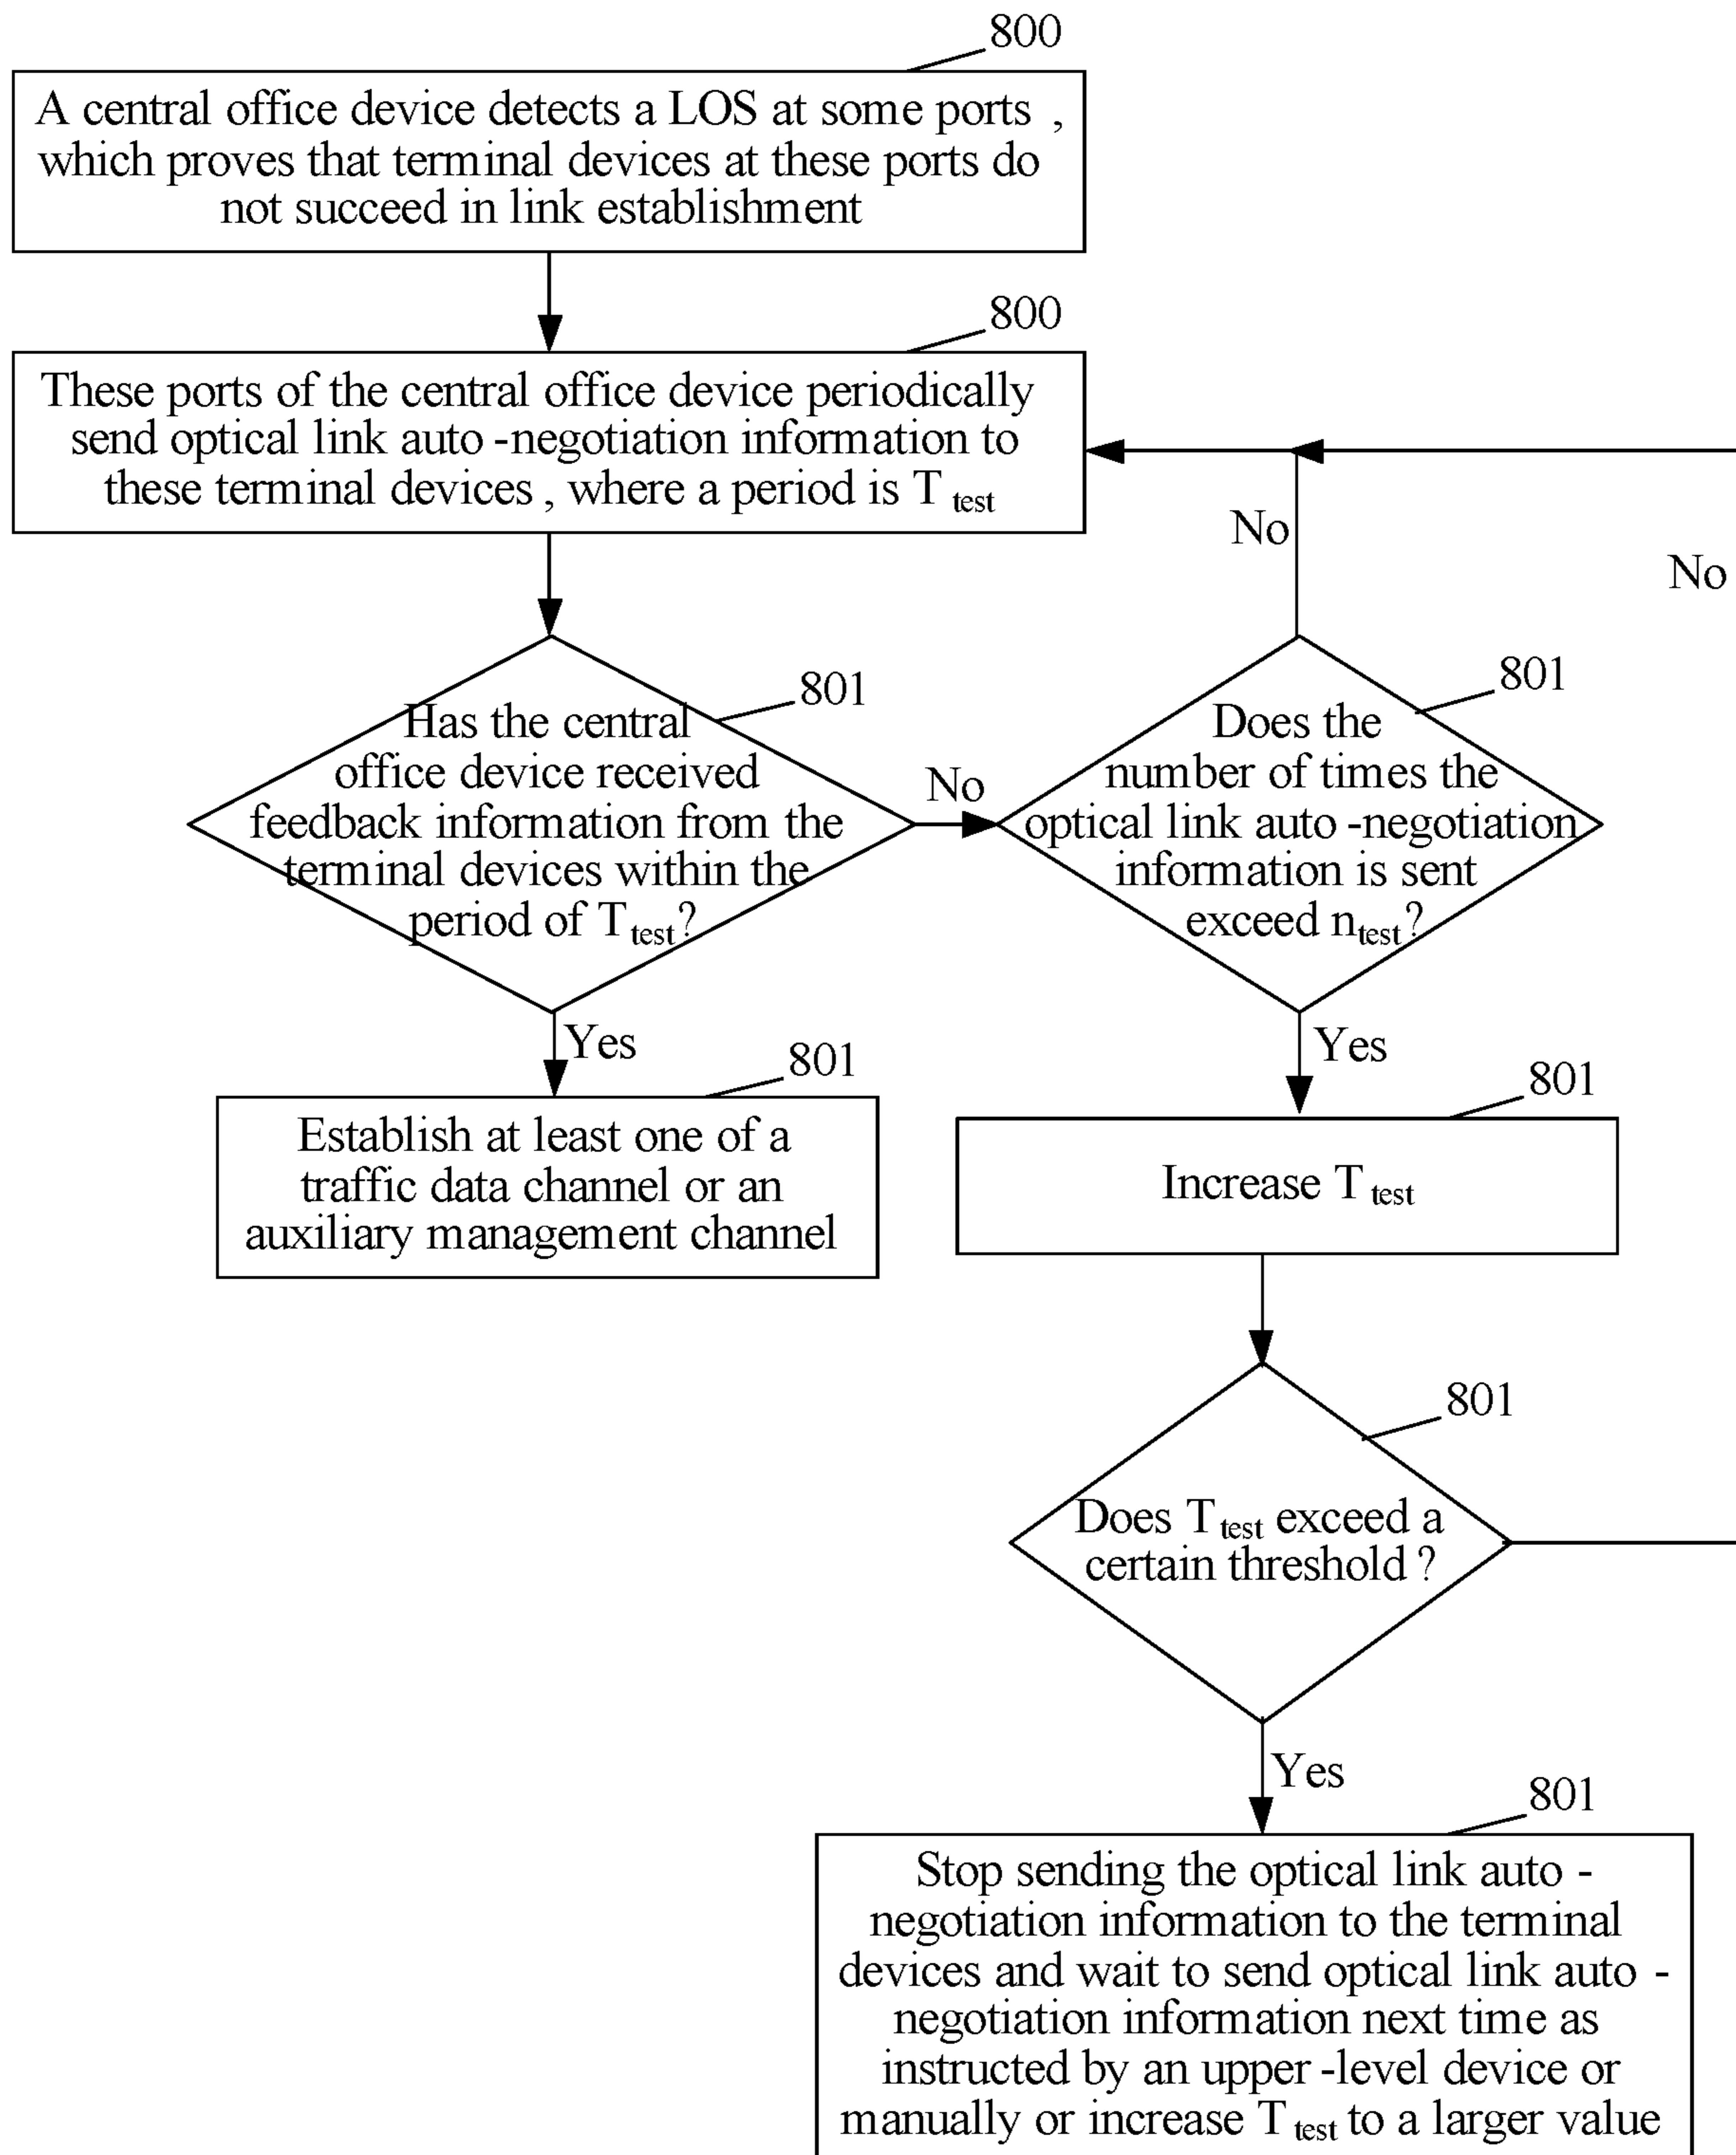 800
A central office device detects a LOS at some ports ,
which proves that terminal devices at these ports do
not succeed in link establishment
800
These ports of the central office device periodically
send optical link auto -negotiation information to
these terminal devices , where a period is T test
No
No
801
Has the central
office device received
feedback information from the
terminal devices within the
period of Ttest?
No
801
Does the
number of times the
optical link auto -negotiation
information is sent
exceed ntest?
Yes
801
Establish at least one of a
traffic data channel or an
auxiliary management channel
Yes
801
Increase T test
801
Does T test exceed a
certain threshold ?
Yes
801
Stop sending the optical link auto -
negotiation information to the terminal
devices and wait to send optical link auto -
negotiation information next time as
instructed by an upper -level device or
manually or increase T test to a larger value